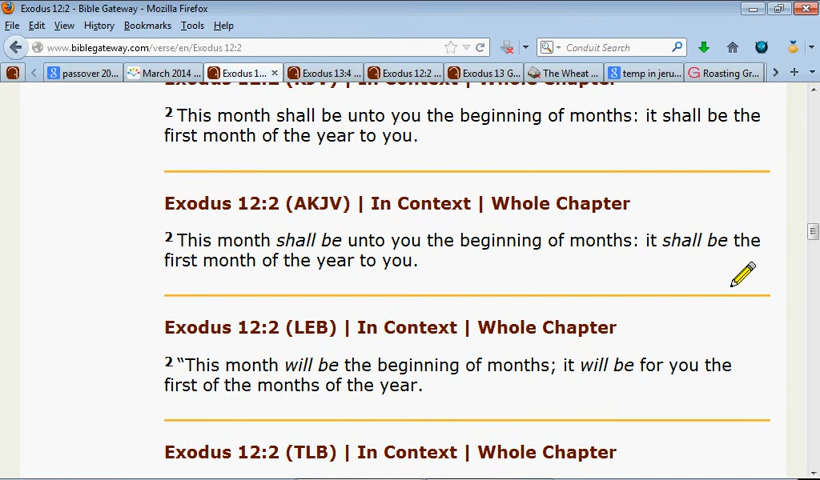 Exodus 12:2 - Bible Gateway - Mozilla Firefox
File Edit View History Bookmarks Tools Help
www.biblegateway.com/verse/en/Exodus 12:2
Conduit Search
passover 20...
March 2014 ...
Exodus 1...
Exodus 13:4 ...
Exodus 12:2 ...
Exodus 13 G...
The Wheat ...
temp in jeru...
Roasting Gr...
2 This month shall be unto you the beginning of months: it shall be the
first month of the year to you.
Exodus 12:2 (AKJV) | In Context | Whole Chapter
2 This month shall be unto you the beginning of months: it shall be the
first month of the year to you.
Exodus 12:2 (LEB) | In Context | Whole Chapter
2 “This month will be the beginning of months; it will be for you the
first of the months of the year.
Exodus 12:2 (TLB) | In Context | Whole Chapter